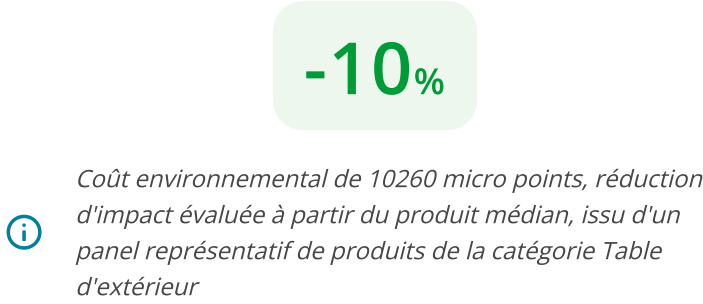 -10%
Coût environnemental de 10260 micro points, réduction
d'impact évaluée à partir du produit médian, issu d'un
panel représentatif de produits de la catégorie Table
d'extérieur